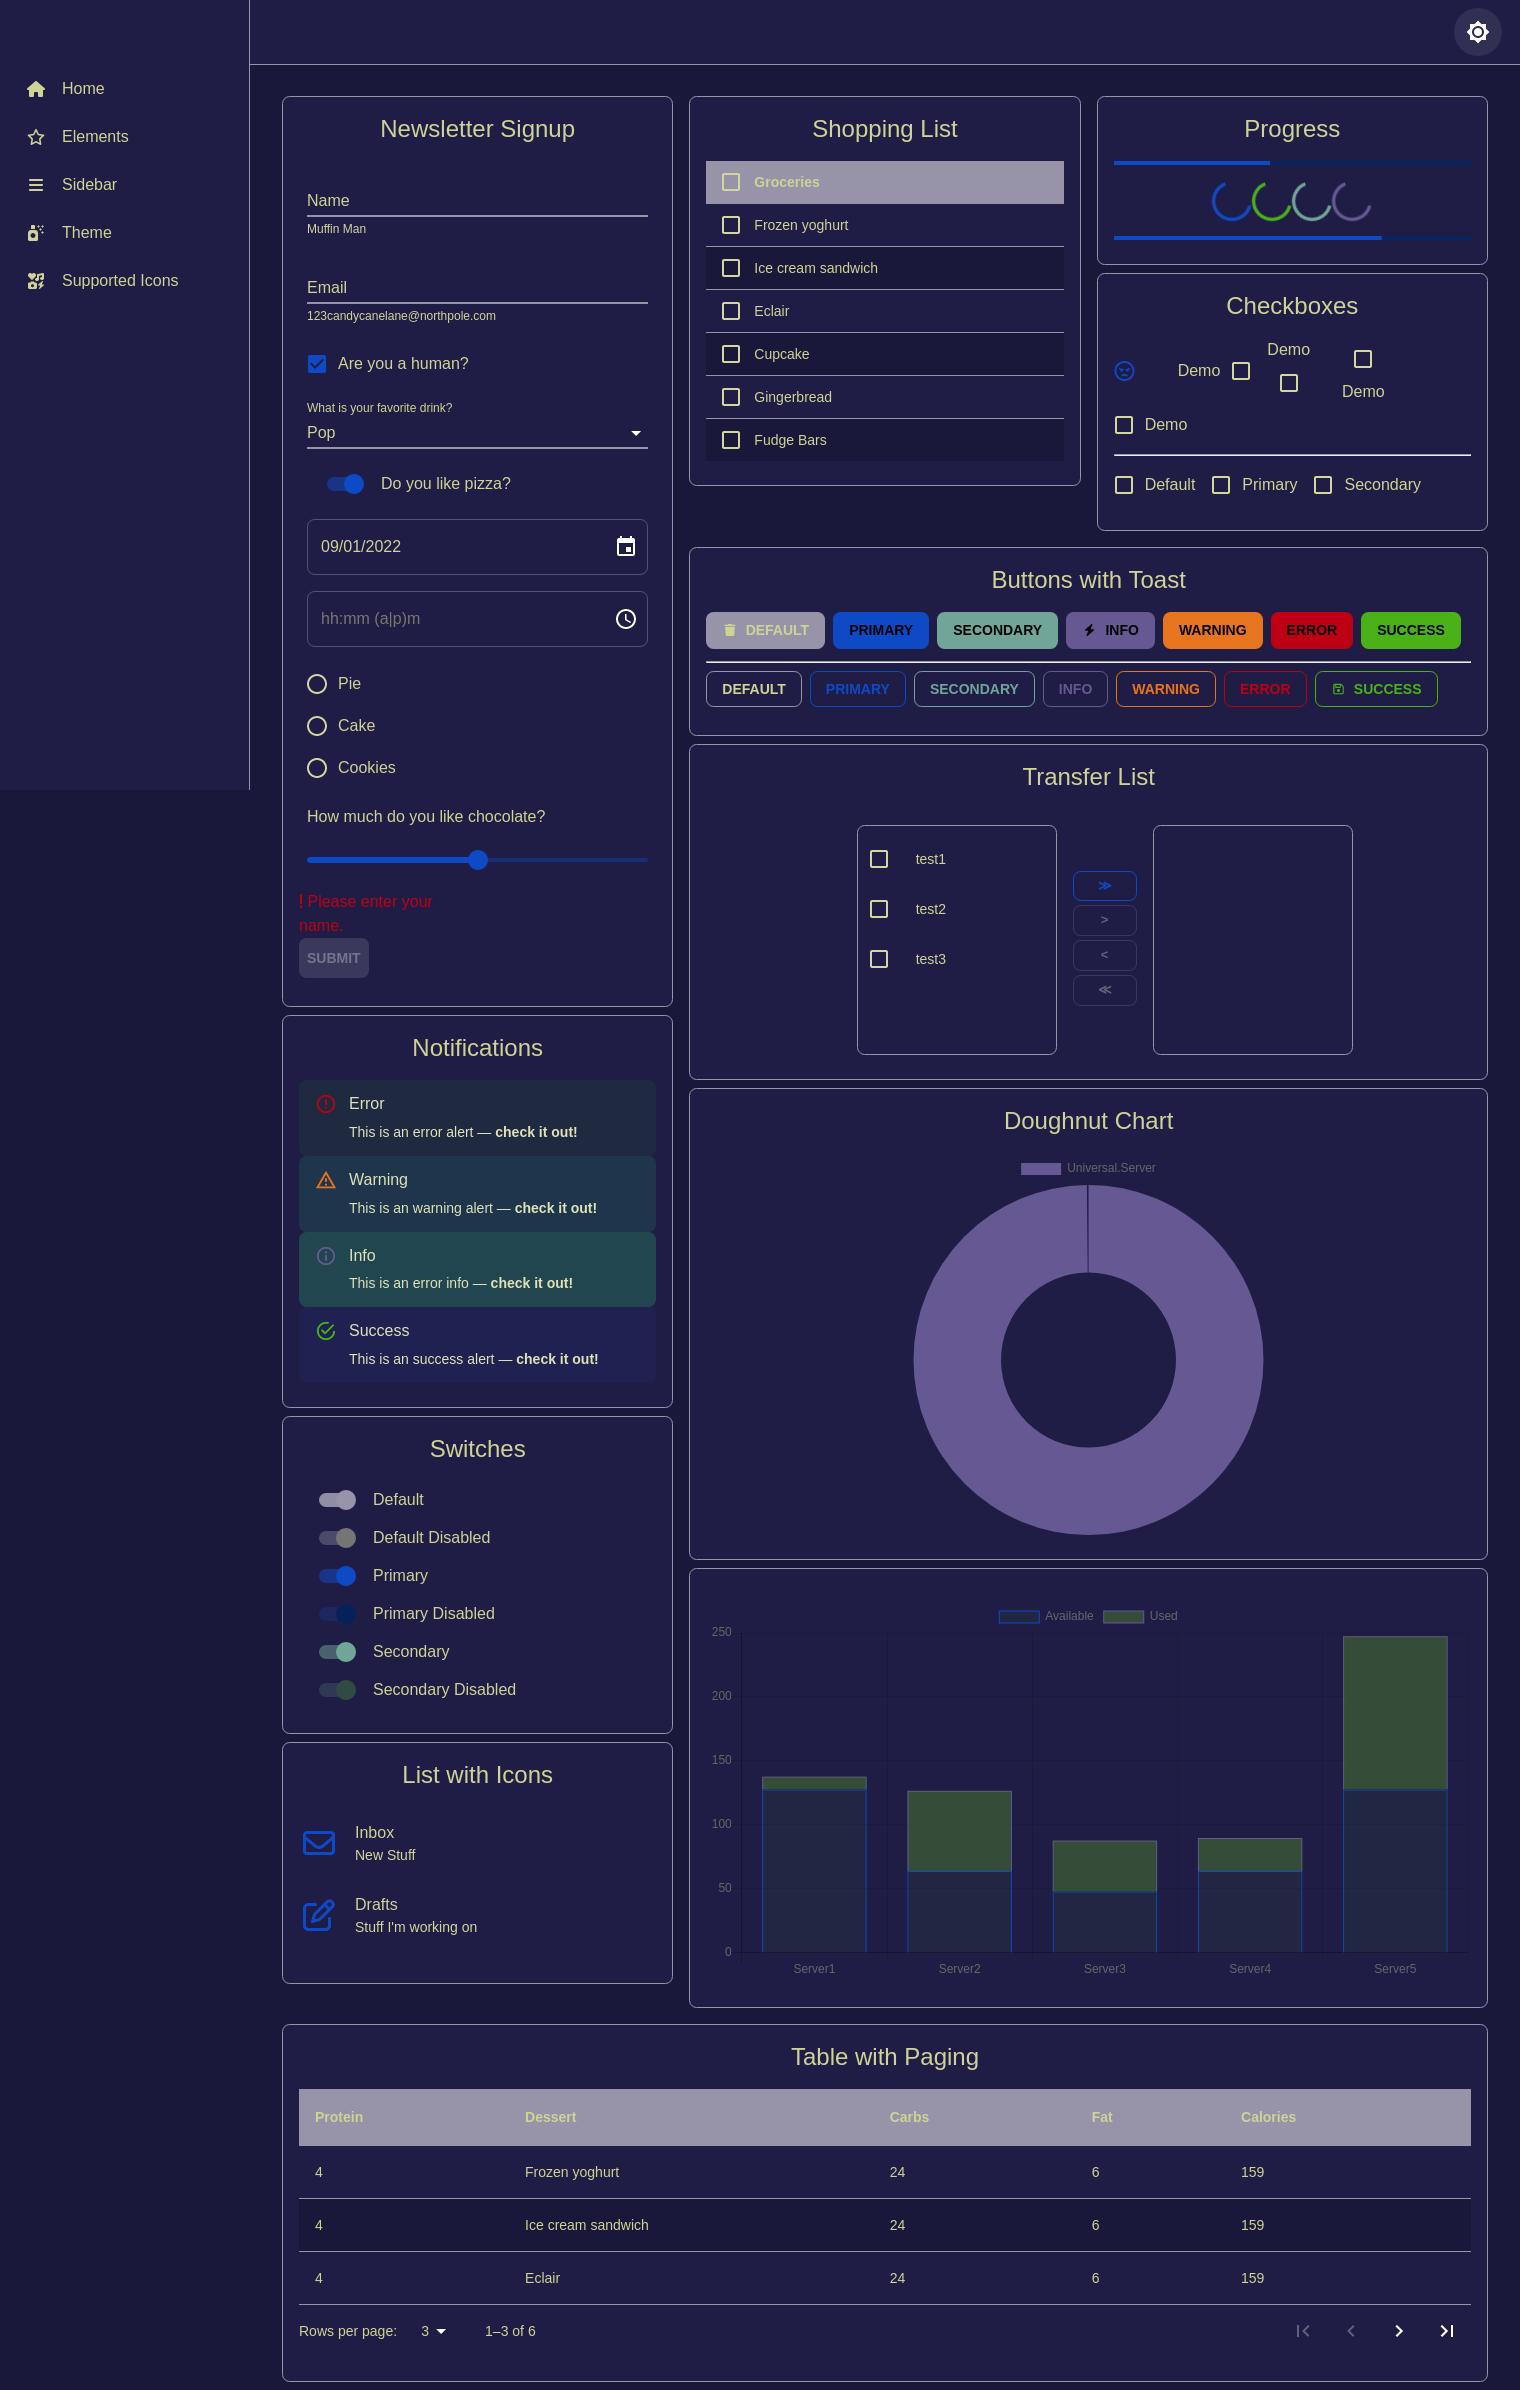 Home
Elements
Sidebar
Theme
Supported Icons
Newsletter Signup
Name
Muffin Man
Email
123candycanelane@northpole.com
Are you a human?
What is your favorite drink?
Pop
Do you like pizza?
09/01/2022
hh:mm (a|p)m
Pie
Cake
Cookies
How much do you like chocolate?
! Please enter your
name.
SUBMIT
Notifications
Error
This is an error alert — check it out!
Warning
This is an warning alert — check it out!
Info
This is an error info — check it out!
Success
This is an success alert — check it out!
Switches
Default
Default Disabled
Primary
Primary Disabled
Secondary
Secondary Disabled
List with Icons
Inbox
New Stuff
Drafts
Stuff I'm working on
Shopping List
Groceries
Frozen yoghurt
Ice cream sandwich
Eclair
Cupcake
Gingerbread
Fudge Bars
Progress
Checkboxes
Demo
Demo
Demo
Demo
Default Primary Secondary
Buttons with Toast
DEFAULT PRIMARY SECONDARY INFO WARNING ERROR SUCCESS
DEFAULT PRIMARY SECONDARY INFO WARNING ERROR SUCCESS
Transfer List
test1
test2
test3
≫
>
<
≪
Doughnut Chart
Universal.Server
Available Used
250
200
150
100
50
0
Server1 Server2 Server3 Server4 Server5
Table with Paging
Protein Dessert Carbs Fat Calories
4 Frozen yoghurt 24 6 159
4 Ice cream sandwich 24 6 159
4 Eclair 24 6 159
Rows per page: 3 1–3 of 6